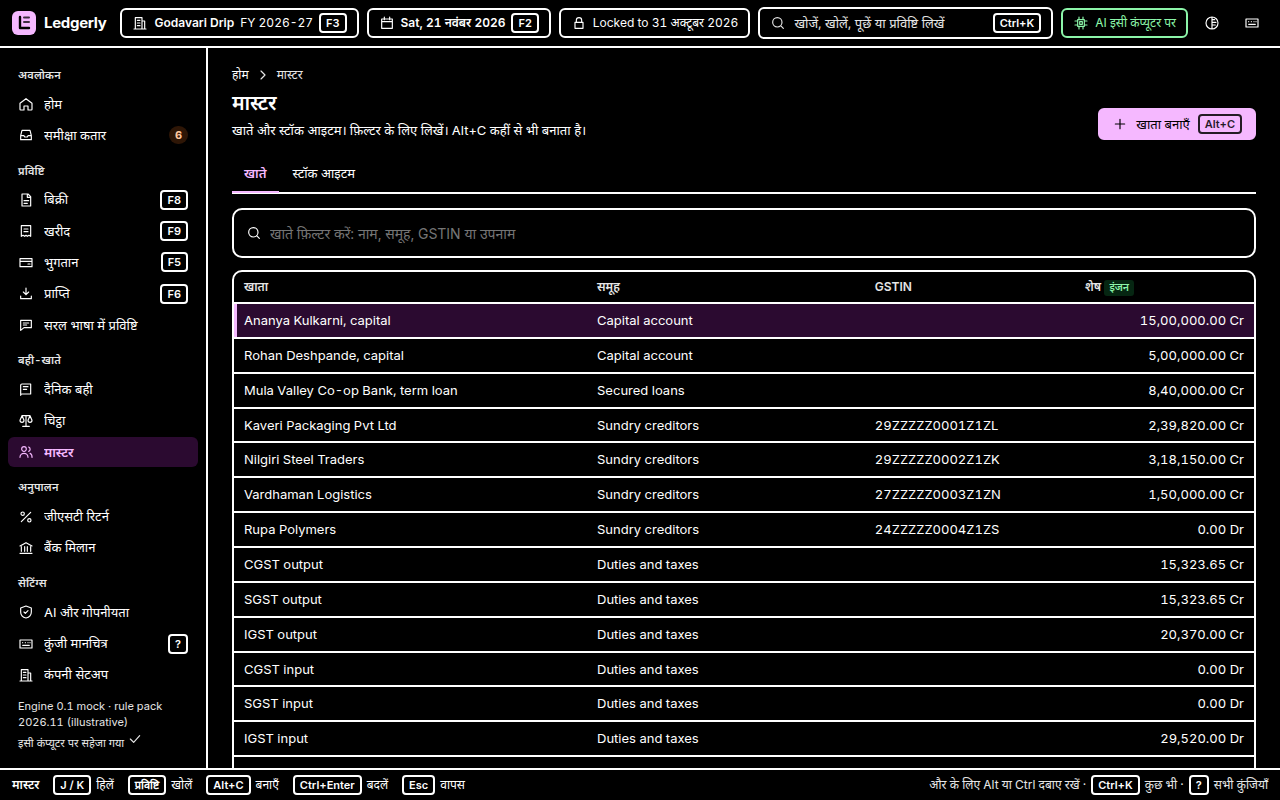 Ledgerly
Godavari Drip FY 2026-27 F3
Sat, 21 नवंबर 2026 F2
Locked to 31 अक्टूबर 2026
खोजें, खोलें, पूछें या प्रविष्टि लिखें Ctrl+K
AI इसी कंप्यूटर पर
अवलोकन
होम
समीक्षा कतार 6
प्रविष्टि
बिक्री F8
खरीद F9
भुगतान F5
प्राप्ति F6
सरल भाषा में प्रविष्टि
बही-खाते
दैनिक बही
चिट्ठा
मास्टर
अनुपालन
जीएसटी रिटर्न
बैंक मिलान
सेटिंग्स
AI और गोपनीयता
कुंजी मानचित्र ?
कंपनी सेटअप
Engine 0.1 mock · rule pack
2026.11 (illustrative)
इसी कंप्यूटर पर सहेजा गया
होम मास्टर
मास्टर
खाते और स्टॉक आइटम। फ़िल्टर के लिए लिखें। Alt+C कहीं से भी बनाता है।
खाता बनाएँ Alt+C
खाते स्टॉक आइटम
खाते फ़िल्टर करें: नाम, समूह, GSTIN या उपनाम
खाता समूह GSTIN शेष इंजन
Ananya Kulkarni, capital Capital account 15,00,000.00 Cr
Rohan Deshpande, capital Capital account 5,00,000.00 Cr
Mula Valley Co-op Bank, term loan Secured loans 8,40,000.00 Cr
Kaveri Packaging Pvt Ltd Sundry creditors 29ZZZZZ0001Z1ZL 2,39,820.00 Cr
Nilgiri Steel Traders Sundry creditors 29ZZZZZ0002Z1ZK 3,18,150.00 Cr
Vardhaman Logistics Sundry creditors 27ZZZZZ0003Z1ZN 1,50,000.00 Cr
Rupa Polymers Sundry creditors 24ZZZZZ0004Z1ZS 0.00 Dr
CGST output Duties and taxes 15,323.65 Cr
SGST output Duties and taxes 15,323.65 Cr
IGST output Duties and taxes 20,370.00 Cr
CGST input Duties and taxes 0.00 Dr
SGST input Duties and taxes 0.00 Dr
IGST input Duties and taxes 29,520.00 Dr
मास्टर J / K हिलें प्रविष्टि खोलें Alt+C बनाएँ Ctrl+Enter बदलें Esc वापस
और के लिए Alt या Ctrl दबाए रखें · Ctrl+K कुछ भी · ? सभी कुंजियाँ